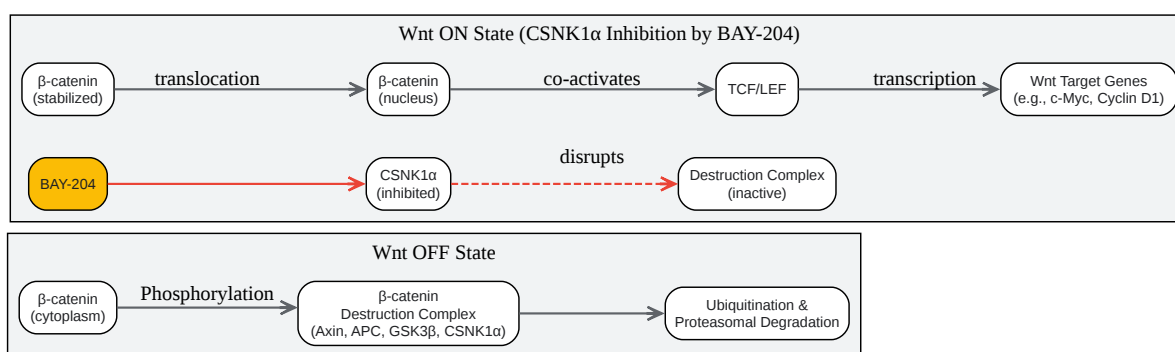 Wnt ON State (CSNK1α Inhibition by BAY-204)
β-catenin
(stabilized)
translocation
β-catenin
(nucleus)
co-activates
TCF/LEF
transcription
Wnt Target Genes
(e.g., c-Myc, Cyclin D1)
BAY-204
CSNK1α
(inhibited)
disrupts
Destruction Complex
(inactive)
Wnt OFF State
β-catenin
(cytoplasm)
Phosphorylation
β-catenin
Destruction Complex
(Axin, APC, GSK3β, CSNK1α)
Ubiquitination &
Proteasomal Degradation